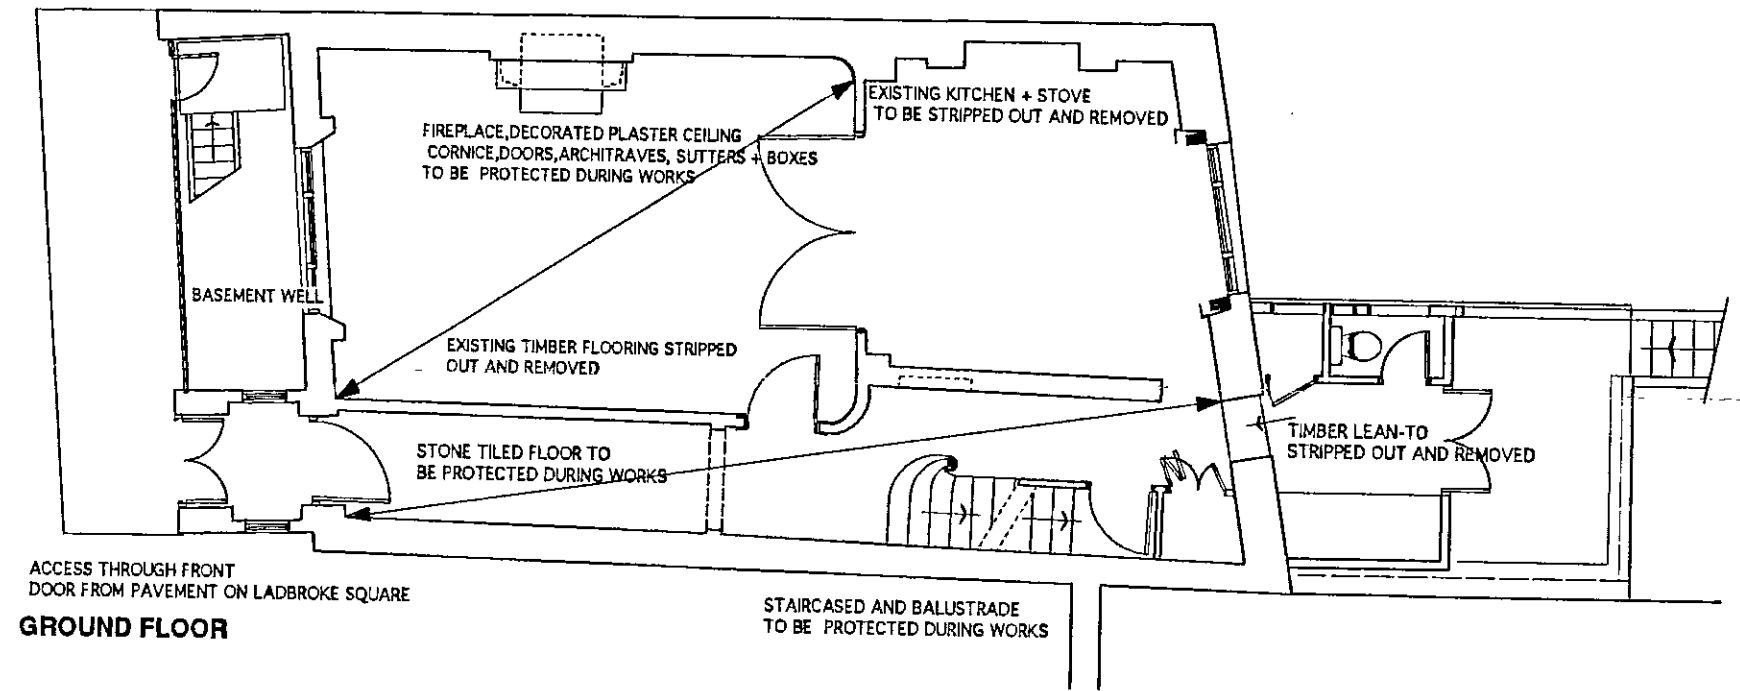 EXISTING KITCHEN + STOVE
TO BE STRIPPED OUT AND REMOVED
FIREPLACE,DECORATED PLASTER CEILING
CORNICE,DOORS,ARCHITRAVES, SUTTERS + BOXES
TO BE PROTECTED DURING WORKS
BASEMENT WELL
EXISTING TIMBER FLOORING STRIPPED
OUT AND REMOVED
STONE TILED FLOOR TO
BE PROTECTED DURING WORKS
TIMBER LEAN-TO
STRIPPED OUT AND REMOVED
ACCESS THROUGH FRONT
DOOR FROM PAVEMENT ON LADBROKE SQUARE
GROUND FLOOR
STAIRCASED AND BALUSTRADE
TO BE PROTECTED DURING WORKS